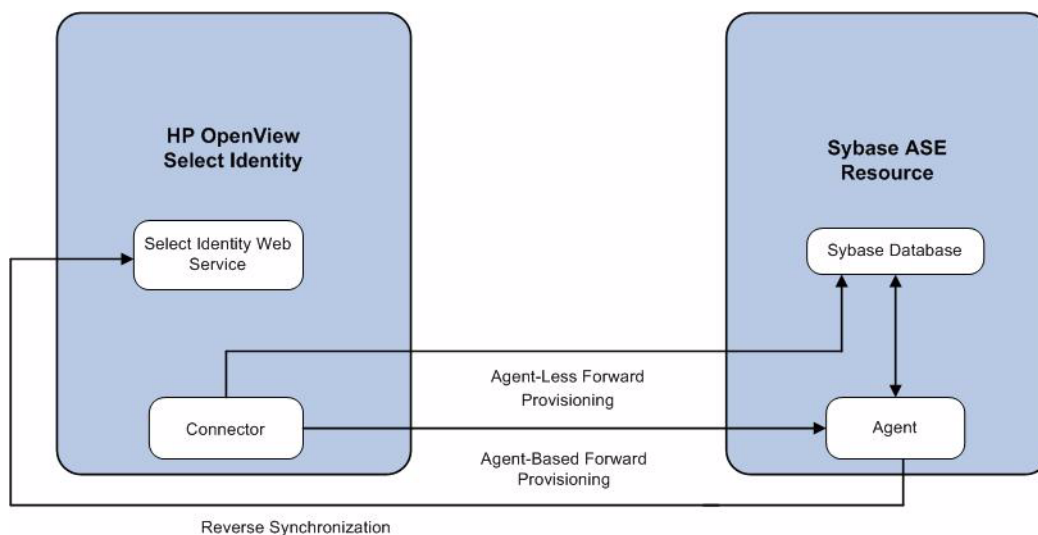 HP OpenView
Select Identity
Sybase ASE
Resource
Select Identity Web
Service
Sybase Database
Agent-Less Forward
Provisioning
Connector
Agent
Agent-Based Forward
Provisioning
Reverse Synchronization